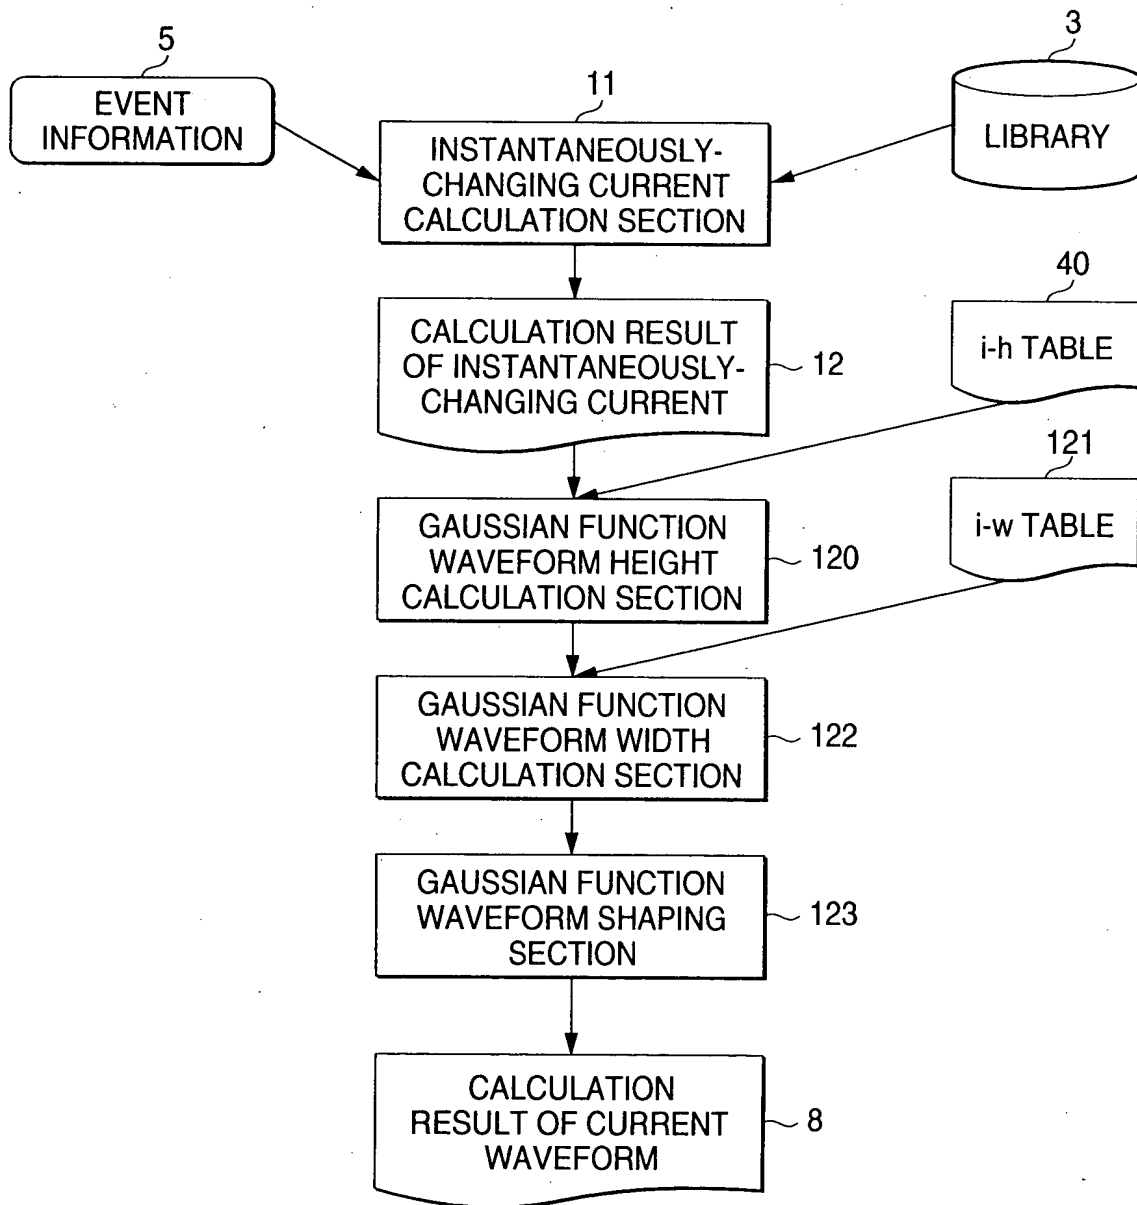 5
EVENT
INFORMATION
3
LIBRARY
11
INSTANTANEOUSLY-
CHANGING CURRENT
CALCULATION SECTION
CALCULATION RESULT
OF INSTANTANEOUSLY-
CHANGING CURRENT
12
40
i-h TABLE
121
i-w TABLE
GAUSSIAN FUNCTION
WAVEFORM HEIGHT
CALCULATION SECTION
120
GAUSSIAN FUNCTION
WAVEFORM WIDTH
CALCULATION SECTION
122
GAUSSIAN FUNCTION
WAVEFORM SHAPING
SECTION
123
CALCULATION
RESULT OF CURRENT
WAVEFORM
8